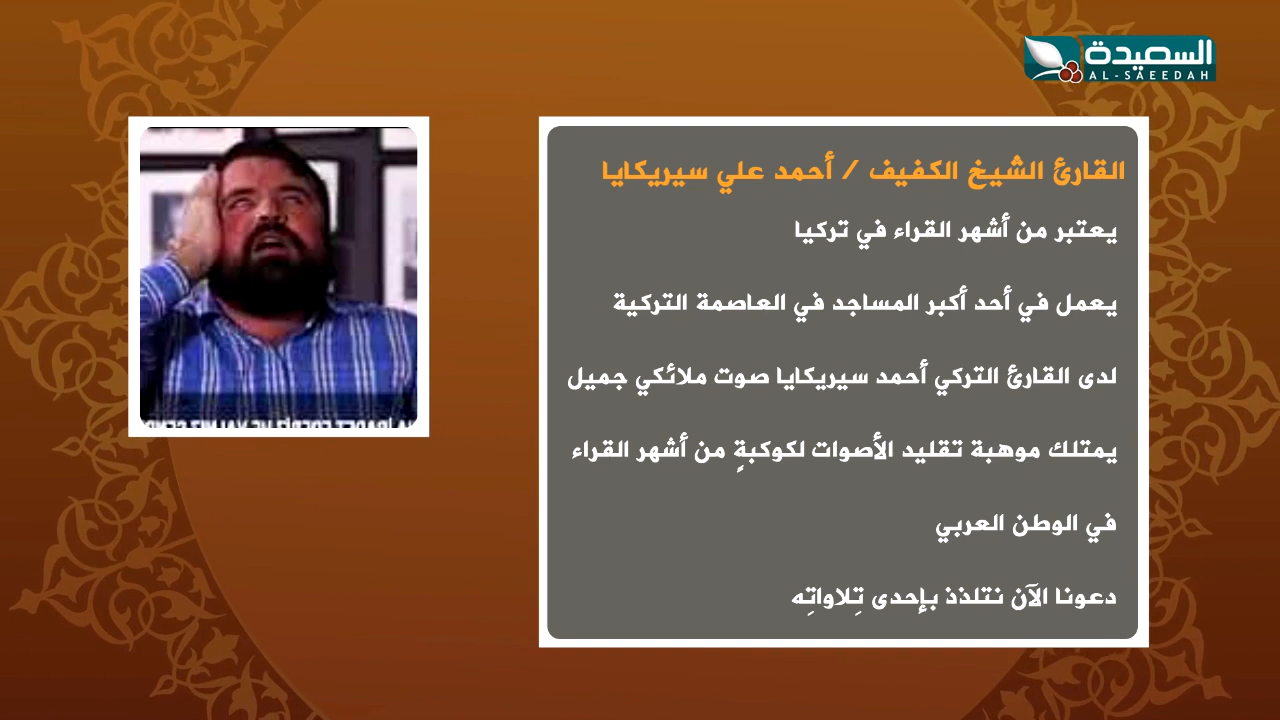 السعيدة
AL-SAEEDAH
القارئ الشيخ الكفيف / أحمد علي سيريكايا
يعتبر من أشهر القراء في تركيا
يعمل في أحد أكبر المساجد في العاصمة التركية
لدى القارئ التركي أحمد سيريكايا صوت ملائكي جميل
يمتلك موهبة تقليد الأصوات لكوكبةٍ من أشهر القراء
في الوطن العربي
دعونا الآن نتلذذ بإحدى تِلاواتِه